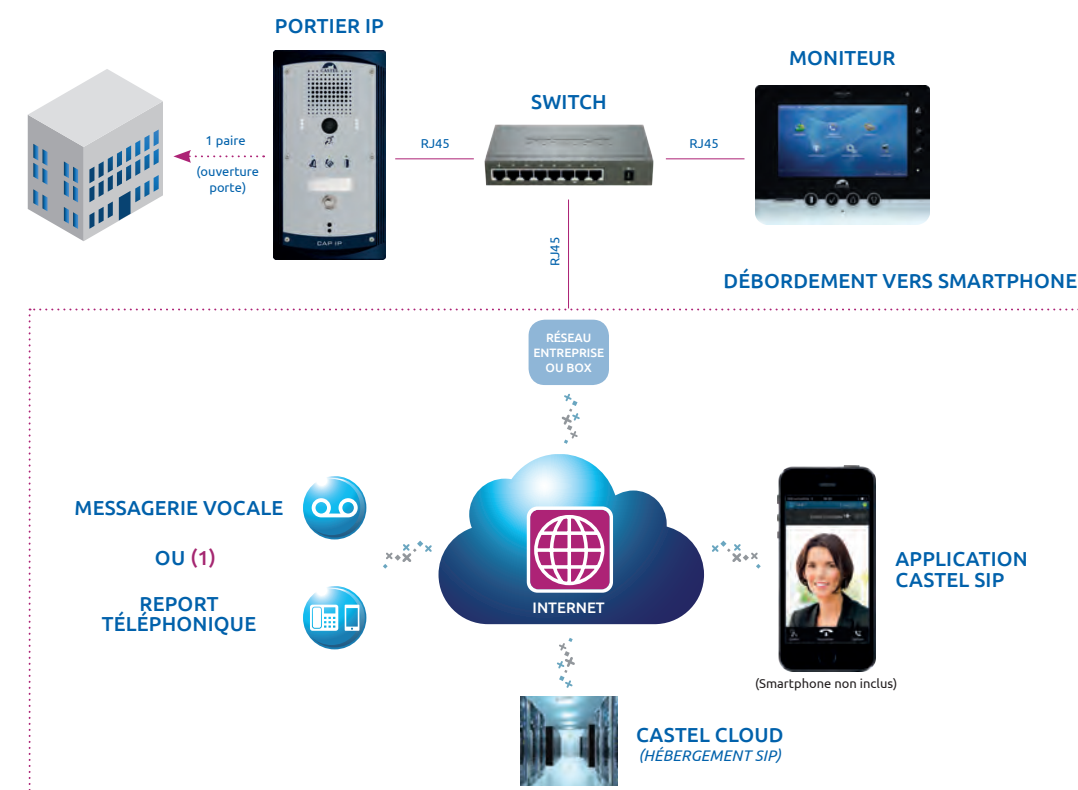 PORTIER IP
MONITEUR
SWITCH
CASTEL
1 paire
(ouverture
porte)
RJ45
RJ45
CAP IP
RJ45
DÉBORDEMENT VERS SMARTPHONE
RÉSEAU
ENTREPRISE
OU BOX
MESSAGERIE VOCALE
OU (1)
REPORT
TÉLÉPHONIQUE
INTERNET
APPLICATION
CASTEL SIP
(Smartphone non inclus)
CASTEL CLOUD
(HÉBERGEMENT SIP)